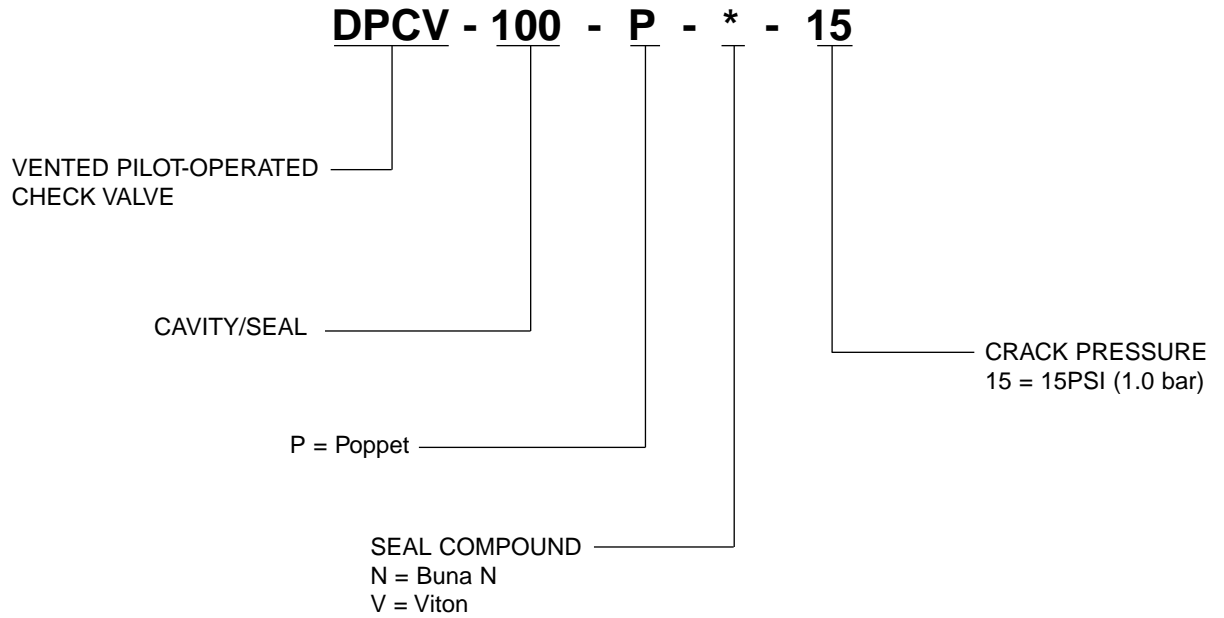 DPCV - 100 - P - * - 15
VENTED PILOT-OPERATED
CHECK VALVE
CAVITY/SEAL
CRACK PRESSURE
15 = 15PSI (1.0 bar)
P = Poppet
SEAL COMPOUND
N = Buna N
V = Viton